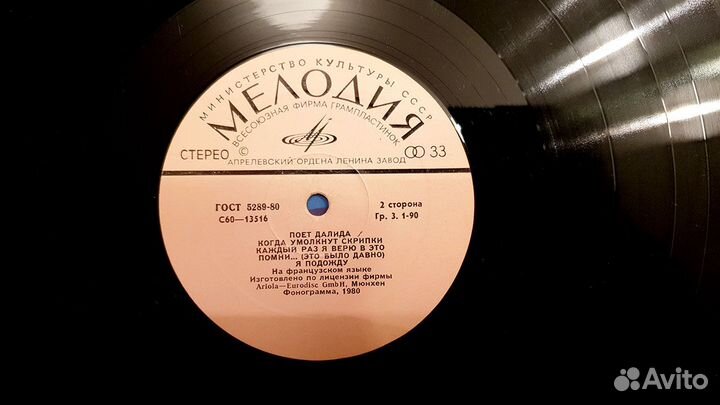 МИНИСТЕРСТВО КУЛЬТУРЫ СССР
МЕЛОДИЯ
© ВСЕСОЮЗНАЯ ФИРМА ГРАМПЛАСТИНОК
СТЕРЕО
33
АПРЕЛЕВСКИЙ ОРДЕНА ЛЕНИНА ЗАВОД
ГОСТ 5289-80
С60—13516
2 сторона
Гр. 3. 1-90
ПОЕТ ДАЛИДА
КОГДА УМОЛКНУТ СКРИПКИ
КАЖДЫЙ РАЗ Я ВЕРЮ В ЭТО
ПОМНИ... (ЭТО БЫЛО ДАВНО)
Я ПОДОЖДУ
На французском языке
Изготовлено по лицензии фирмы
Ariola—Eurodisc GmbH, Мюнхен
Фонограмма, 1980
Avito